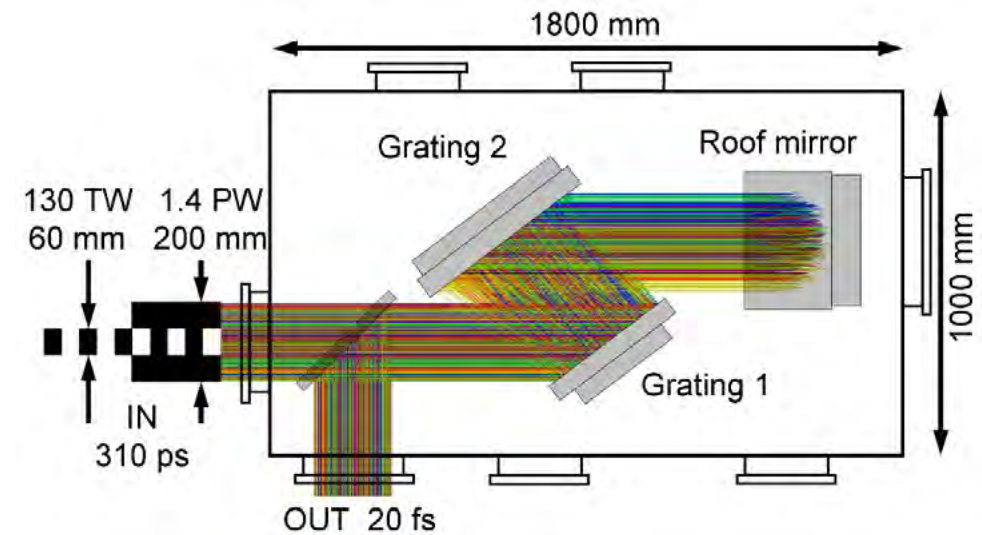 1800 mm
Grating 2
Roof mirror
130 TW 1.4 PW
60 mm 200 mm
1000 mm
Grating 1
IN
310 ps
OUT 20 fs